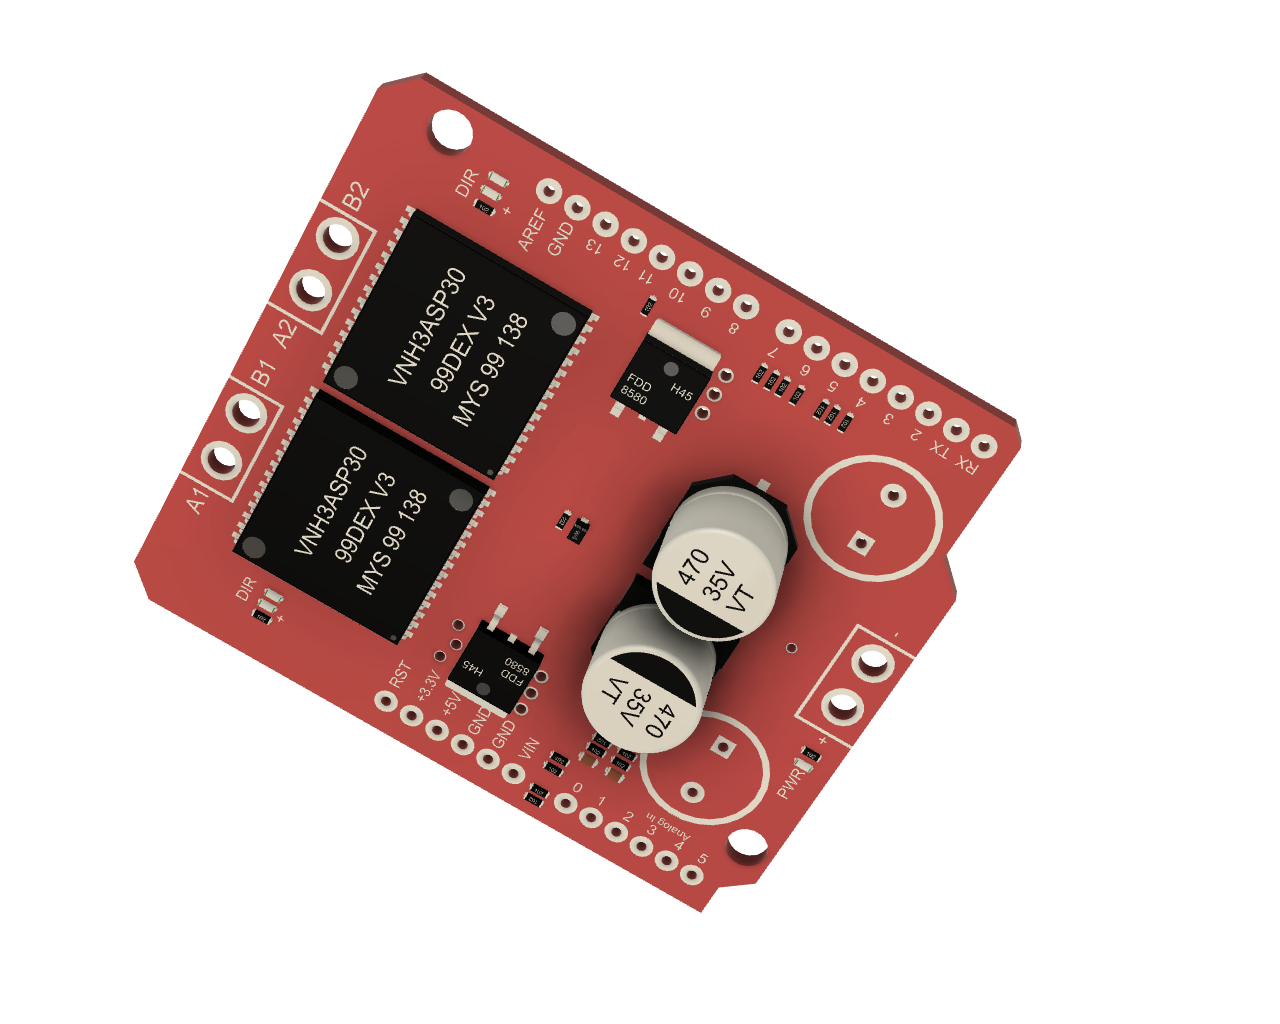 DIR
+
B2
A2
B1
A1
AREF
GND
13
12
11
10
9
8
7
6
5
4
3
2
TX
RX
VNH3ASP30
99DEX V3
MYS 99 138
VNH3ASP30
99DEX V3
MYS 99 138
FDD
8580
H45
470
35V
VT
470
35V
VT
FDD
8580
H45
DIR
+
RST
+3.3V
+5V
GND
GND
VIN
0
1
2
3
4
5
Analog In
-
+
PWR